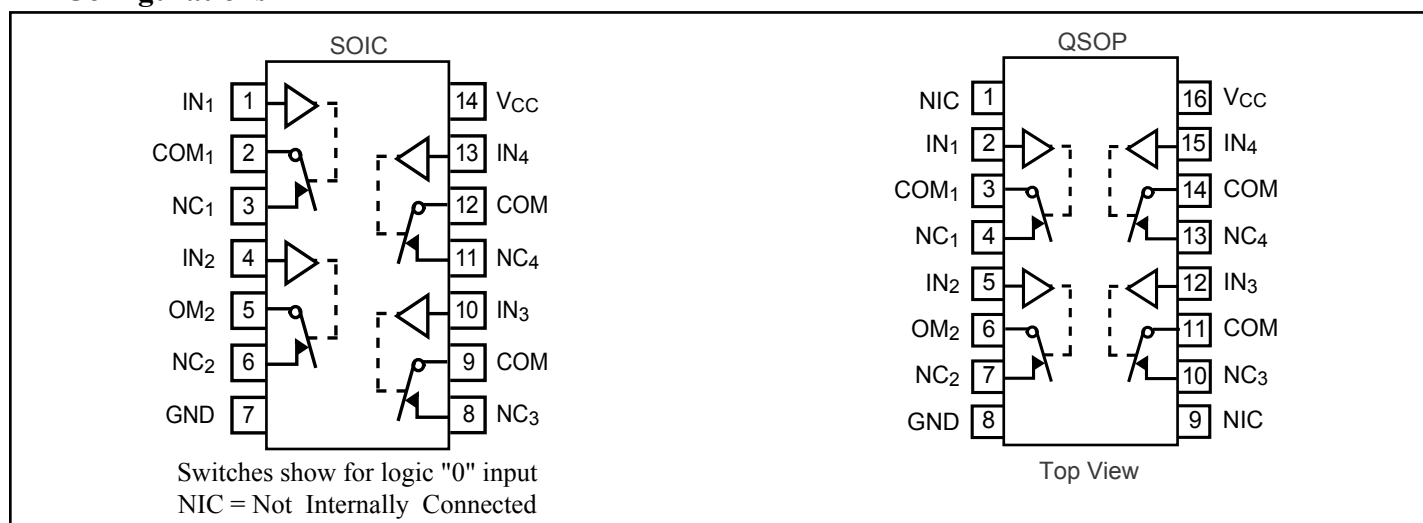 SOIC
IN1 1
COM1 2
NC1 3
IN2 4
OM2 5
NC2 6
GND 7
14 VCC
13 IN4
12 COM
11 NC4
10 IN3
9 COM
8 NC3
Switches show for logic "0" input
NIC = Not Internally Connected
QSOP
NIC 1
IN1 2
COM1 3
NC1 4
IN2 5
OM2 6
NC2 7
GND 8
16 VCC
15 IN4
14 COM
13 NC4
12 IN3
11 COM
10 NC3
9 NIC
Top View